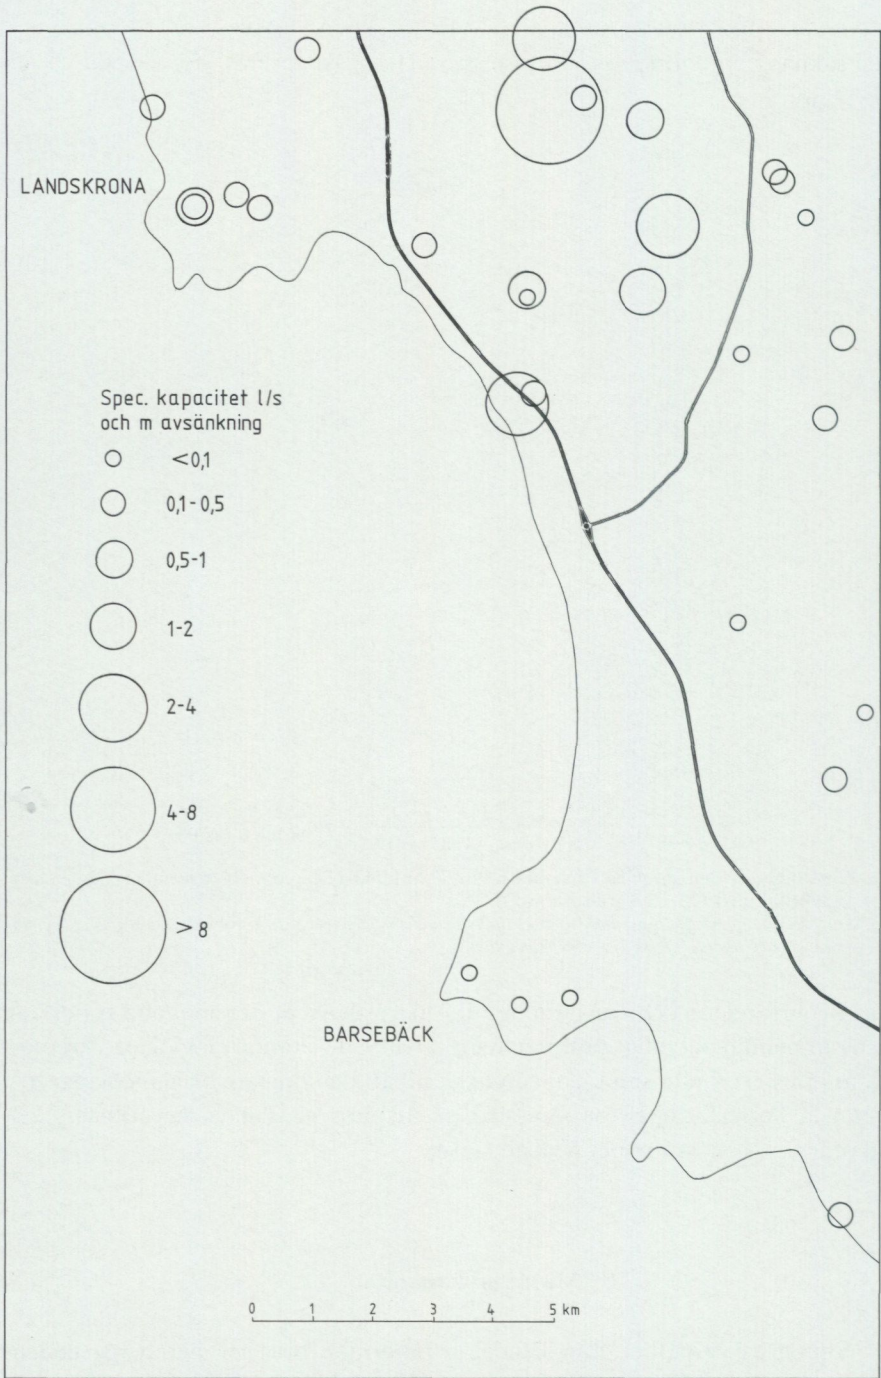 LANDSKRONA
Spec. kapacitet l/s
och m avsänkning
<0,1
0,1-0,5
0,5-1
1-2
2-4
4-8
>8
BARSEBÄCK
0 1 2 3 4 5 km